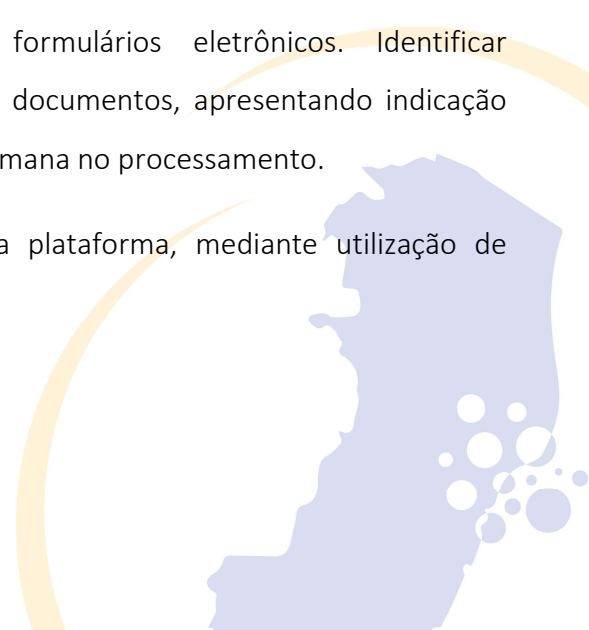 formulários eletrônicos. Identificar
documentos, apresentando indicação
mana no processamento.
a plataforma, mediante utilização de